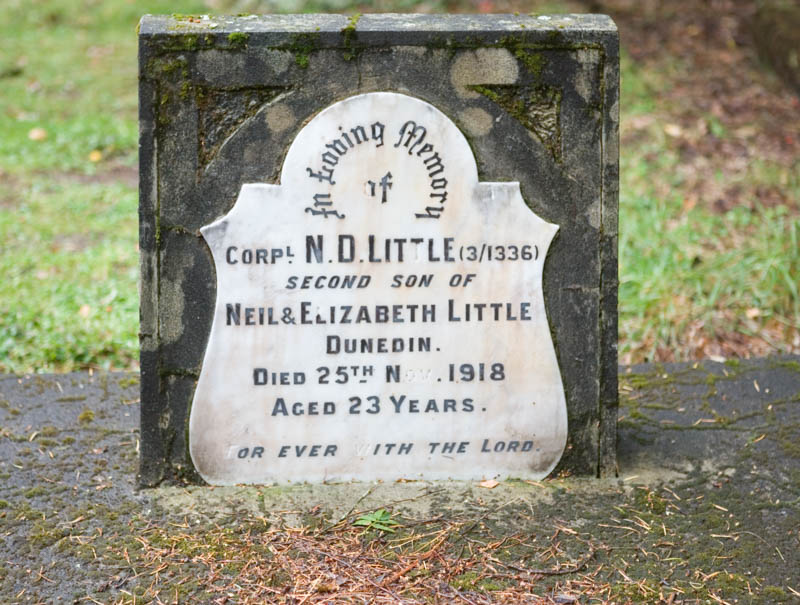 In Loving Memory
of
CORPL N.D. LITTLE (3/1336)
SECOND SON OF
NEIL & ELIZABETH LITTLE
DUNEDIN.
DIED 25TH NOV. 1918
AGED 23 YEARS.
FOR EVER WITH THE LORD.